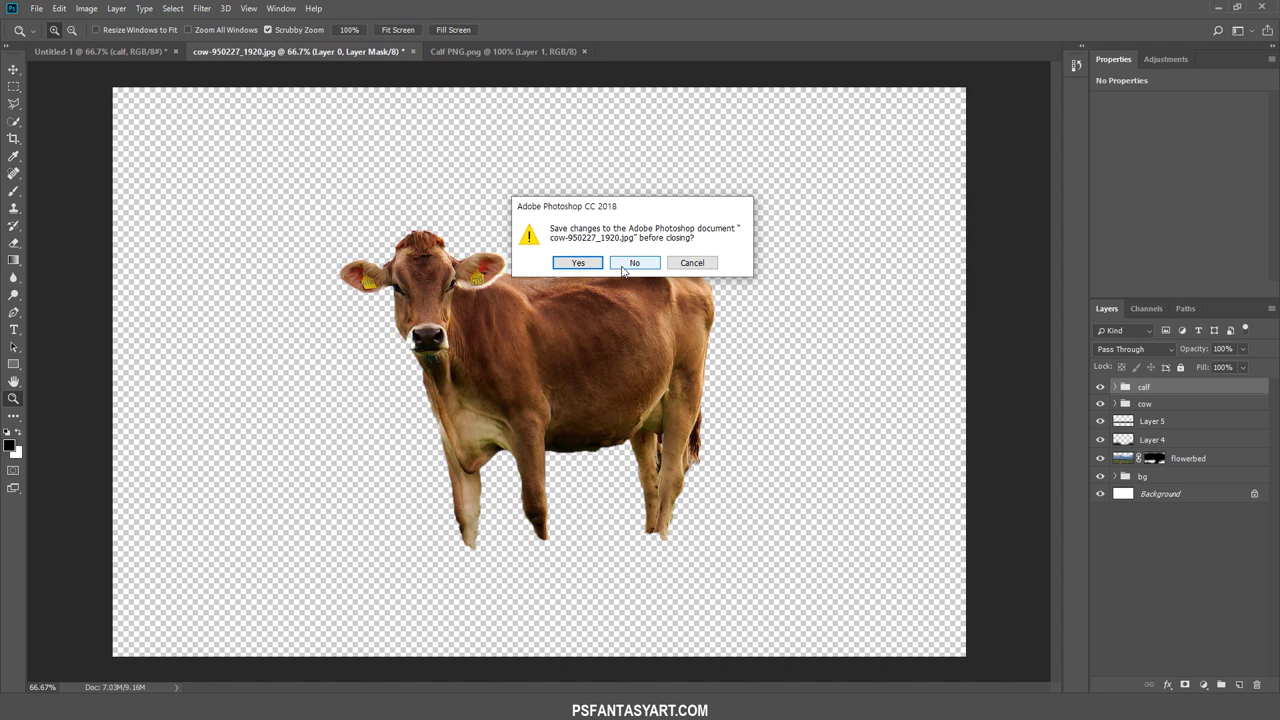 Ps File Edit Image Layer Type Select Filter 3D View Window Help
Resize Windows to Fit Zoom All Windows Scrubby Zoom 100% Fit Screen Fill Screen
Untitled-1 @ 66.7% (calf, RGB/8#) * × cow-950227_1920.jpg @ 66.7% (Layer 0, Layer Mask/8) * × Calf PNG.png @ 100% (Layer 1, RGB/8) ×
Properties Adjustments
No Properties
Adobe Photoshop CC 2018
Save changes to the Adobe Photoshop document "
cow-950227_1920.jpg" before closing?
Yes No Cancel
Layers Channels Paths
Kind
Pass Through Opacity: 100%
Lock: Fill: 100%
calf
cow
Layer 5
Layer 4
flowerbed
bg
Background
66.67% Doc: 7.03M/9.16M
PSFANTASYART.COM